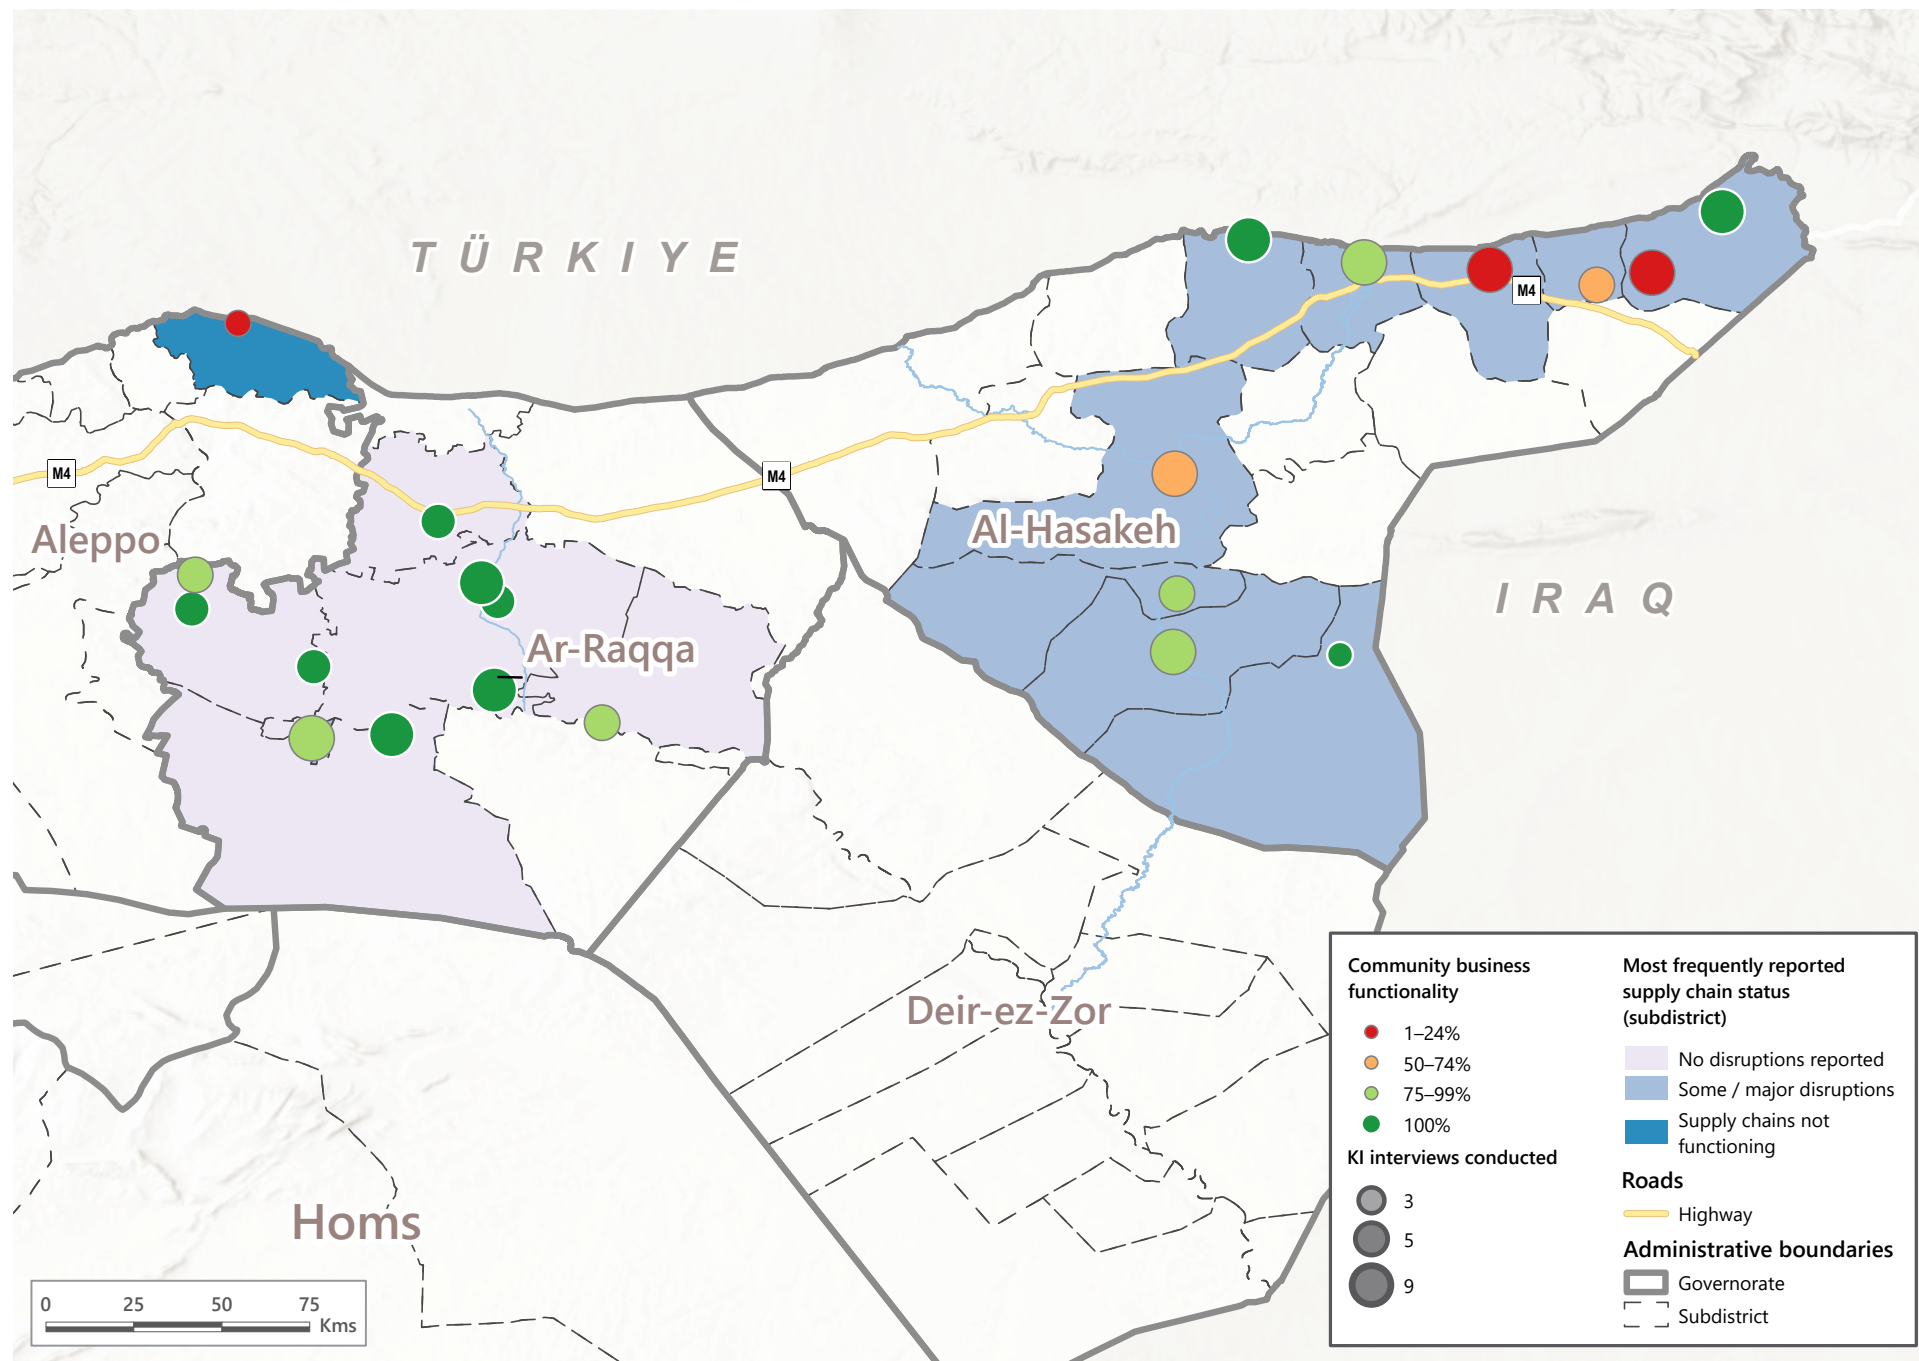 TÜRKIYE
M4
M4
M4
Aleppo
Al-Hasakeh
IRAQ
Ar-Raqqa
Deir-ez-Zor
Homs
0 25 50 75
Kms
Community business
functionality
1–24%
50–74%
75–99%
100%
KI interviews conducted
3
5
9
Most frequently reported
supply chain status
(subdistrict)
No disruptions reported
Some / major disruptions
Supply chains not
functioning
Roads
Highway
Administrative boundaries
Governorate
Subdistrict